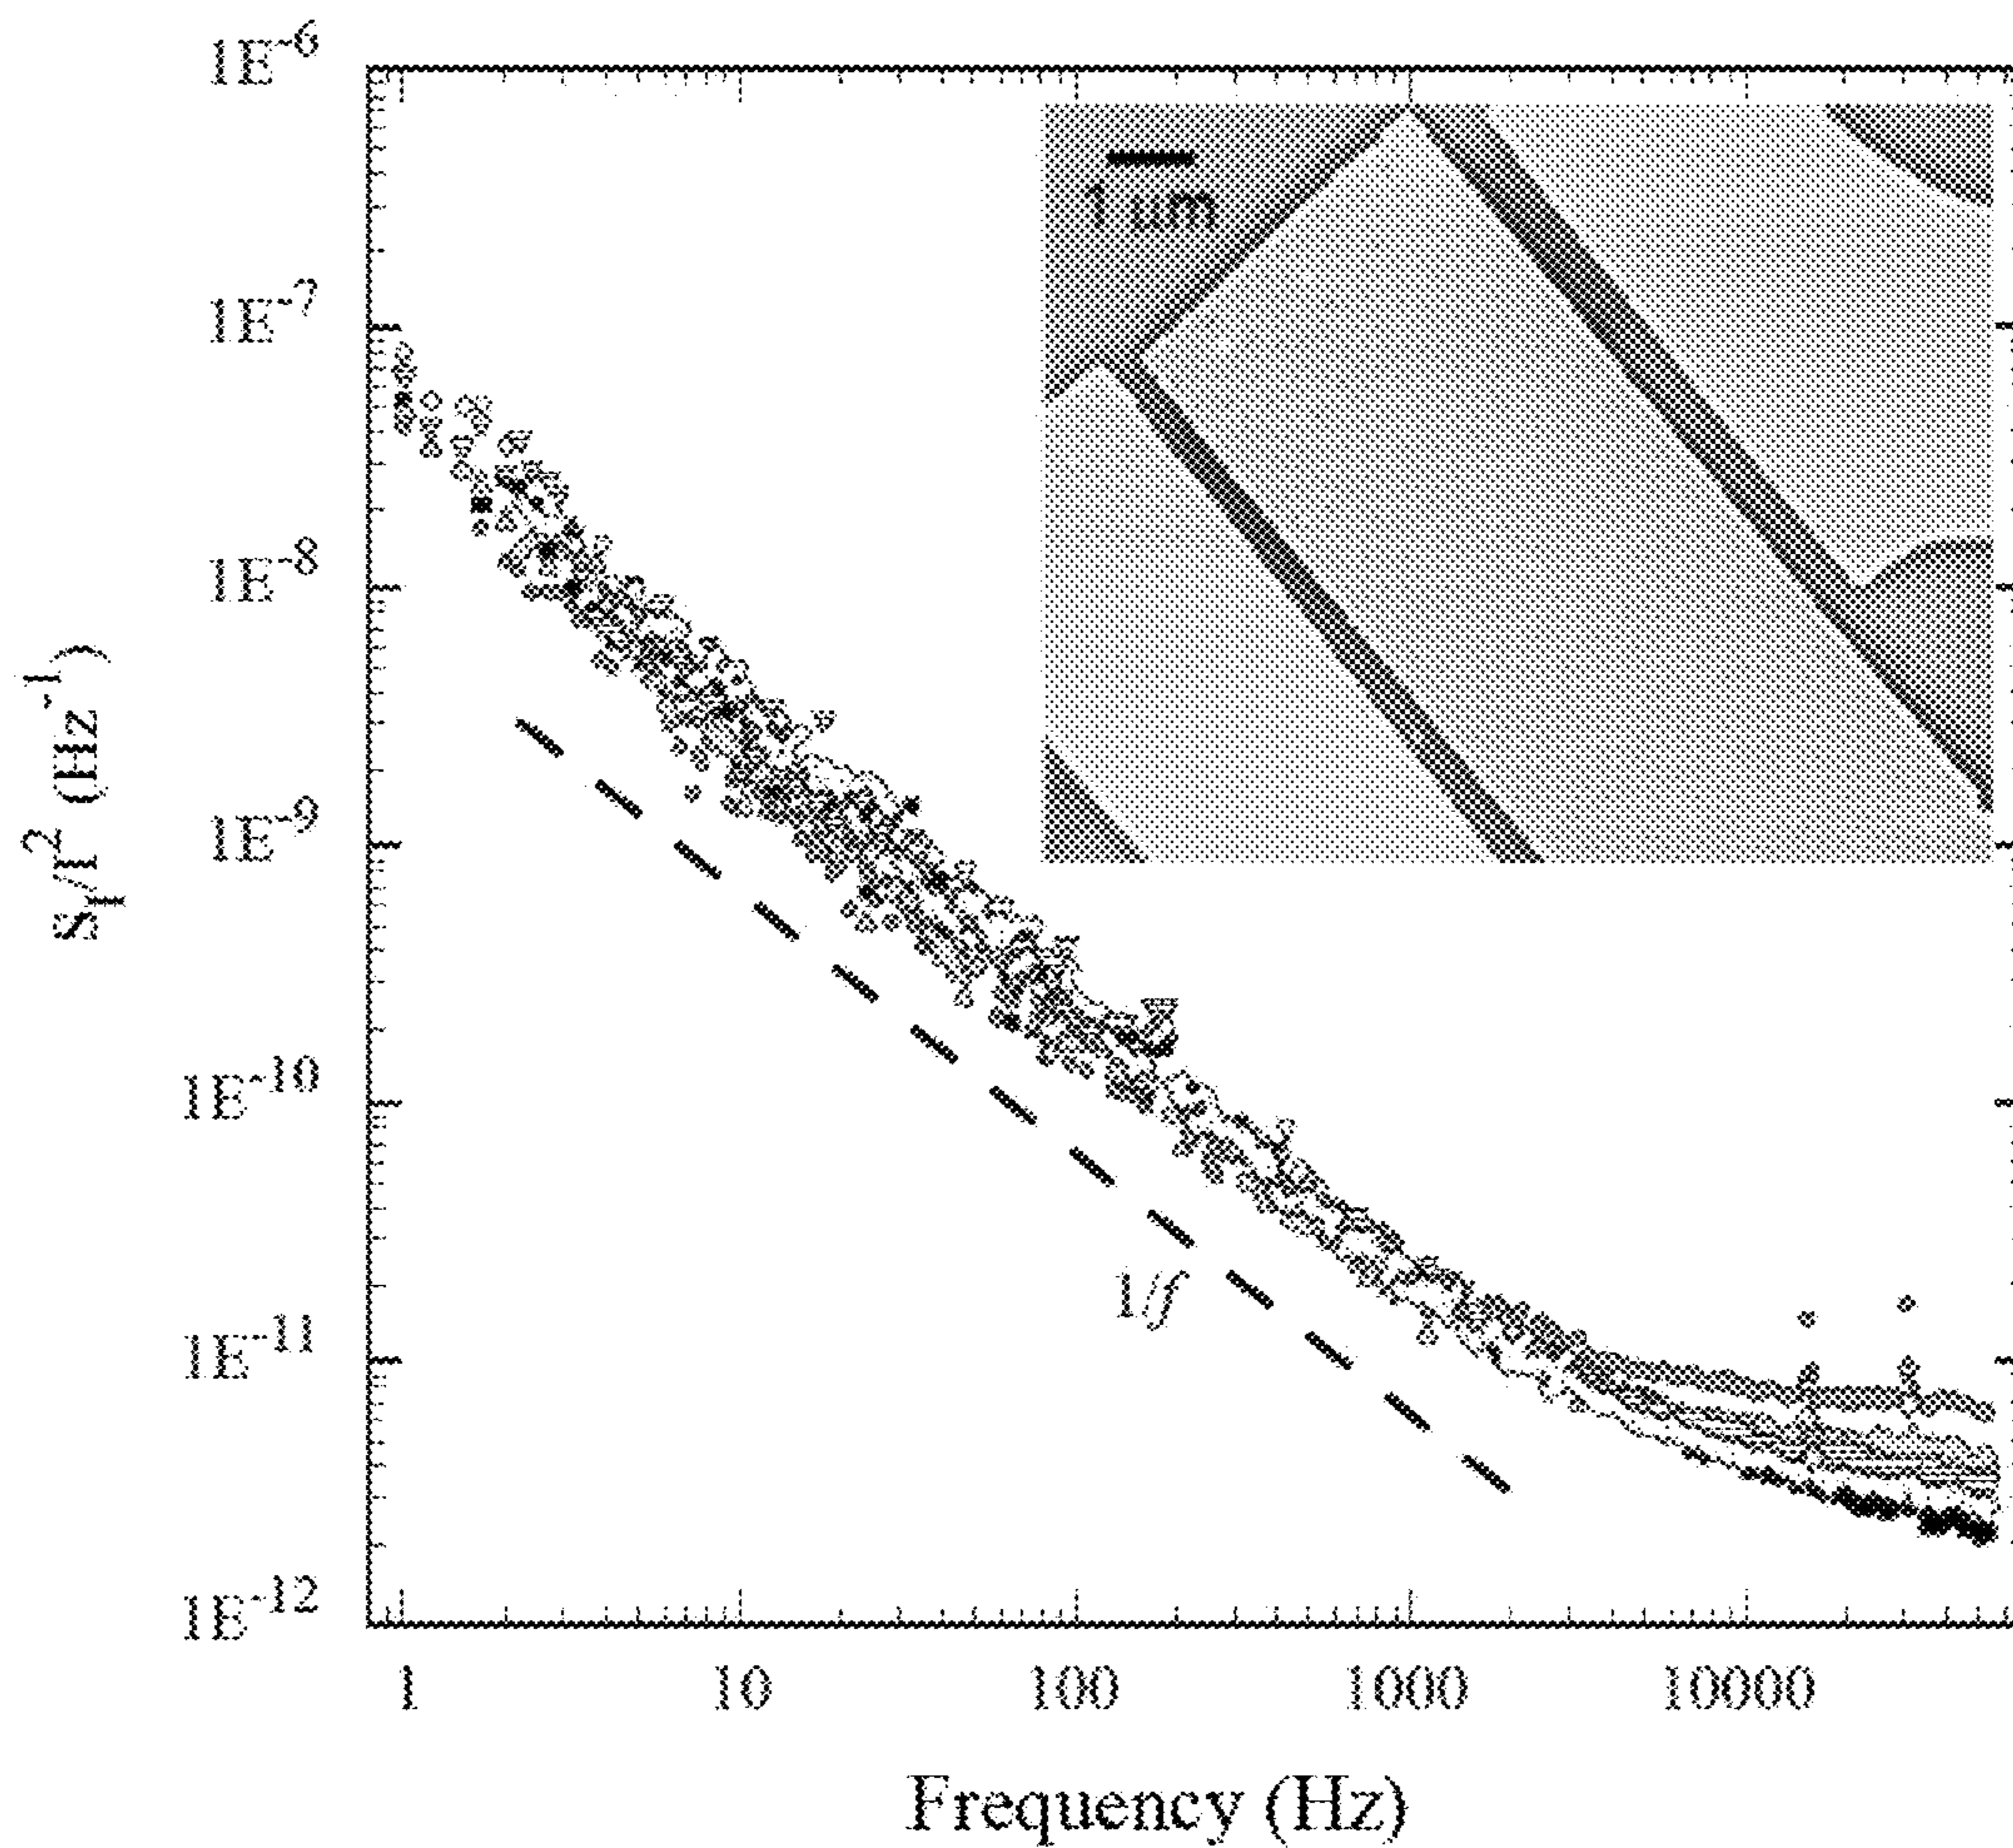 1E-6
1E-7
1E-8
1E-9
1E-10
1E-11
1E-12
S_I/I^2 (Hz^-1)
1 um
1/f
1 10 100 1000 10000
Frequency (Hz)